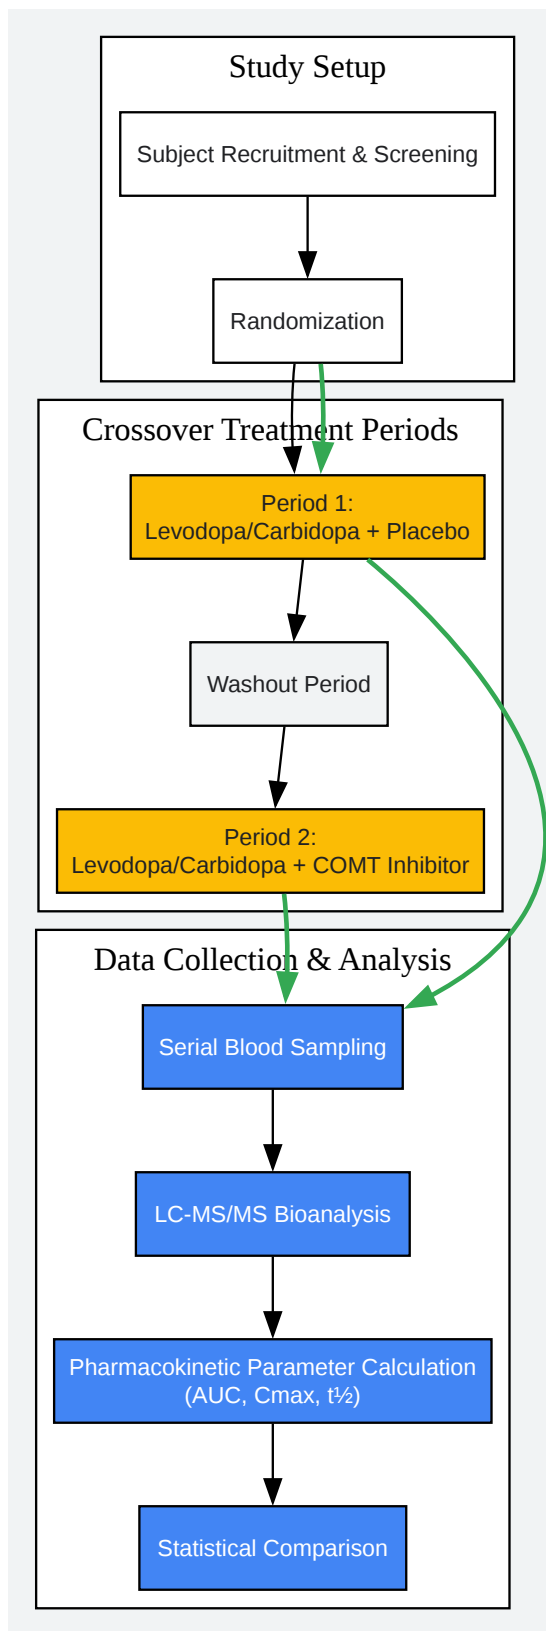 Study Setup
Subject Recruitment & Screening
Randomization
Crossover Treatment Periods
Period 1:
Levodopa/Carbidopa + Placebo
Washout Period
Period 2:
Levodopa/Carbidopa + COMT Inhibitor
Data Collection & Analysis
Serial Blood Sampling
LC-MS/MS Bioanalysis
Pharmacokinetic Parameter Calculation
(AUC, Cmax, t½)
Statistical Comparison